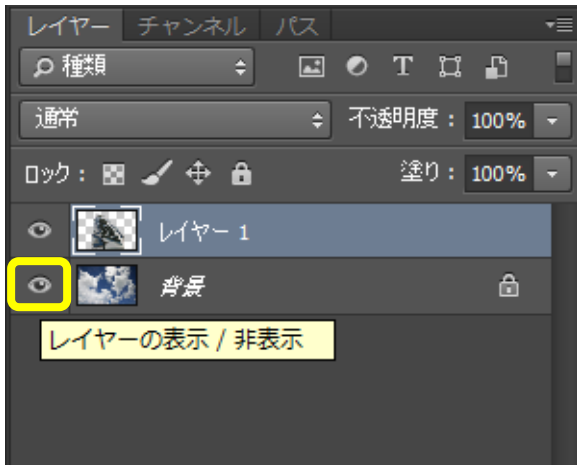 レイヤー チャンネル パス
種類 T
通常 不透明度： 100%
ロック： 塗り： 100%
レイヤー 1
背景
レイヤーの表示 / 非表示